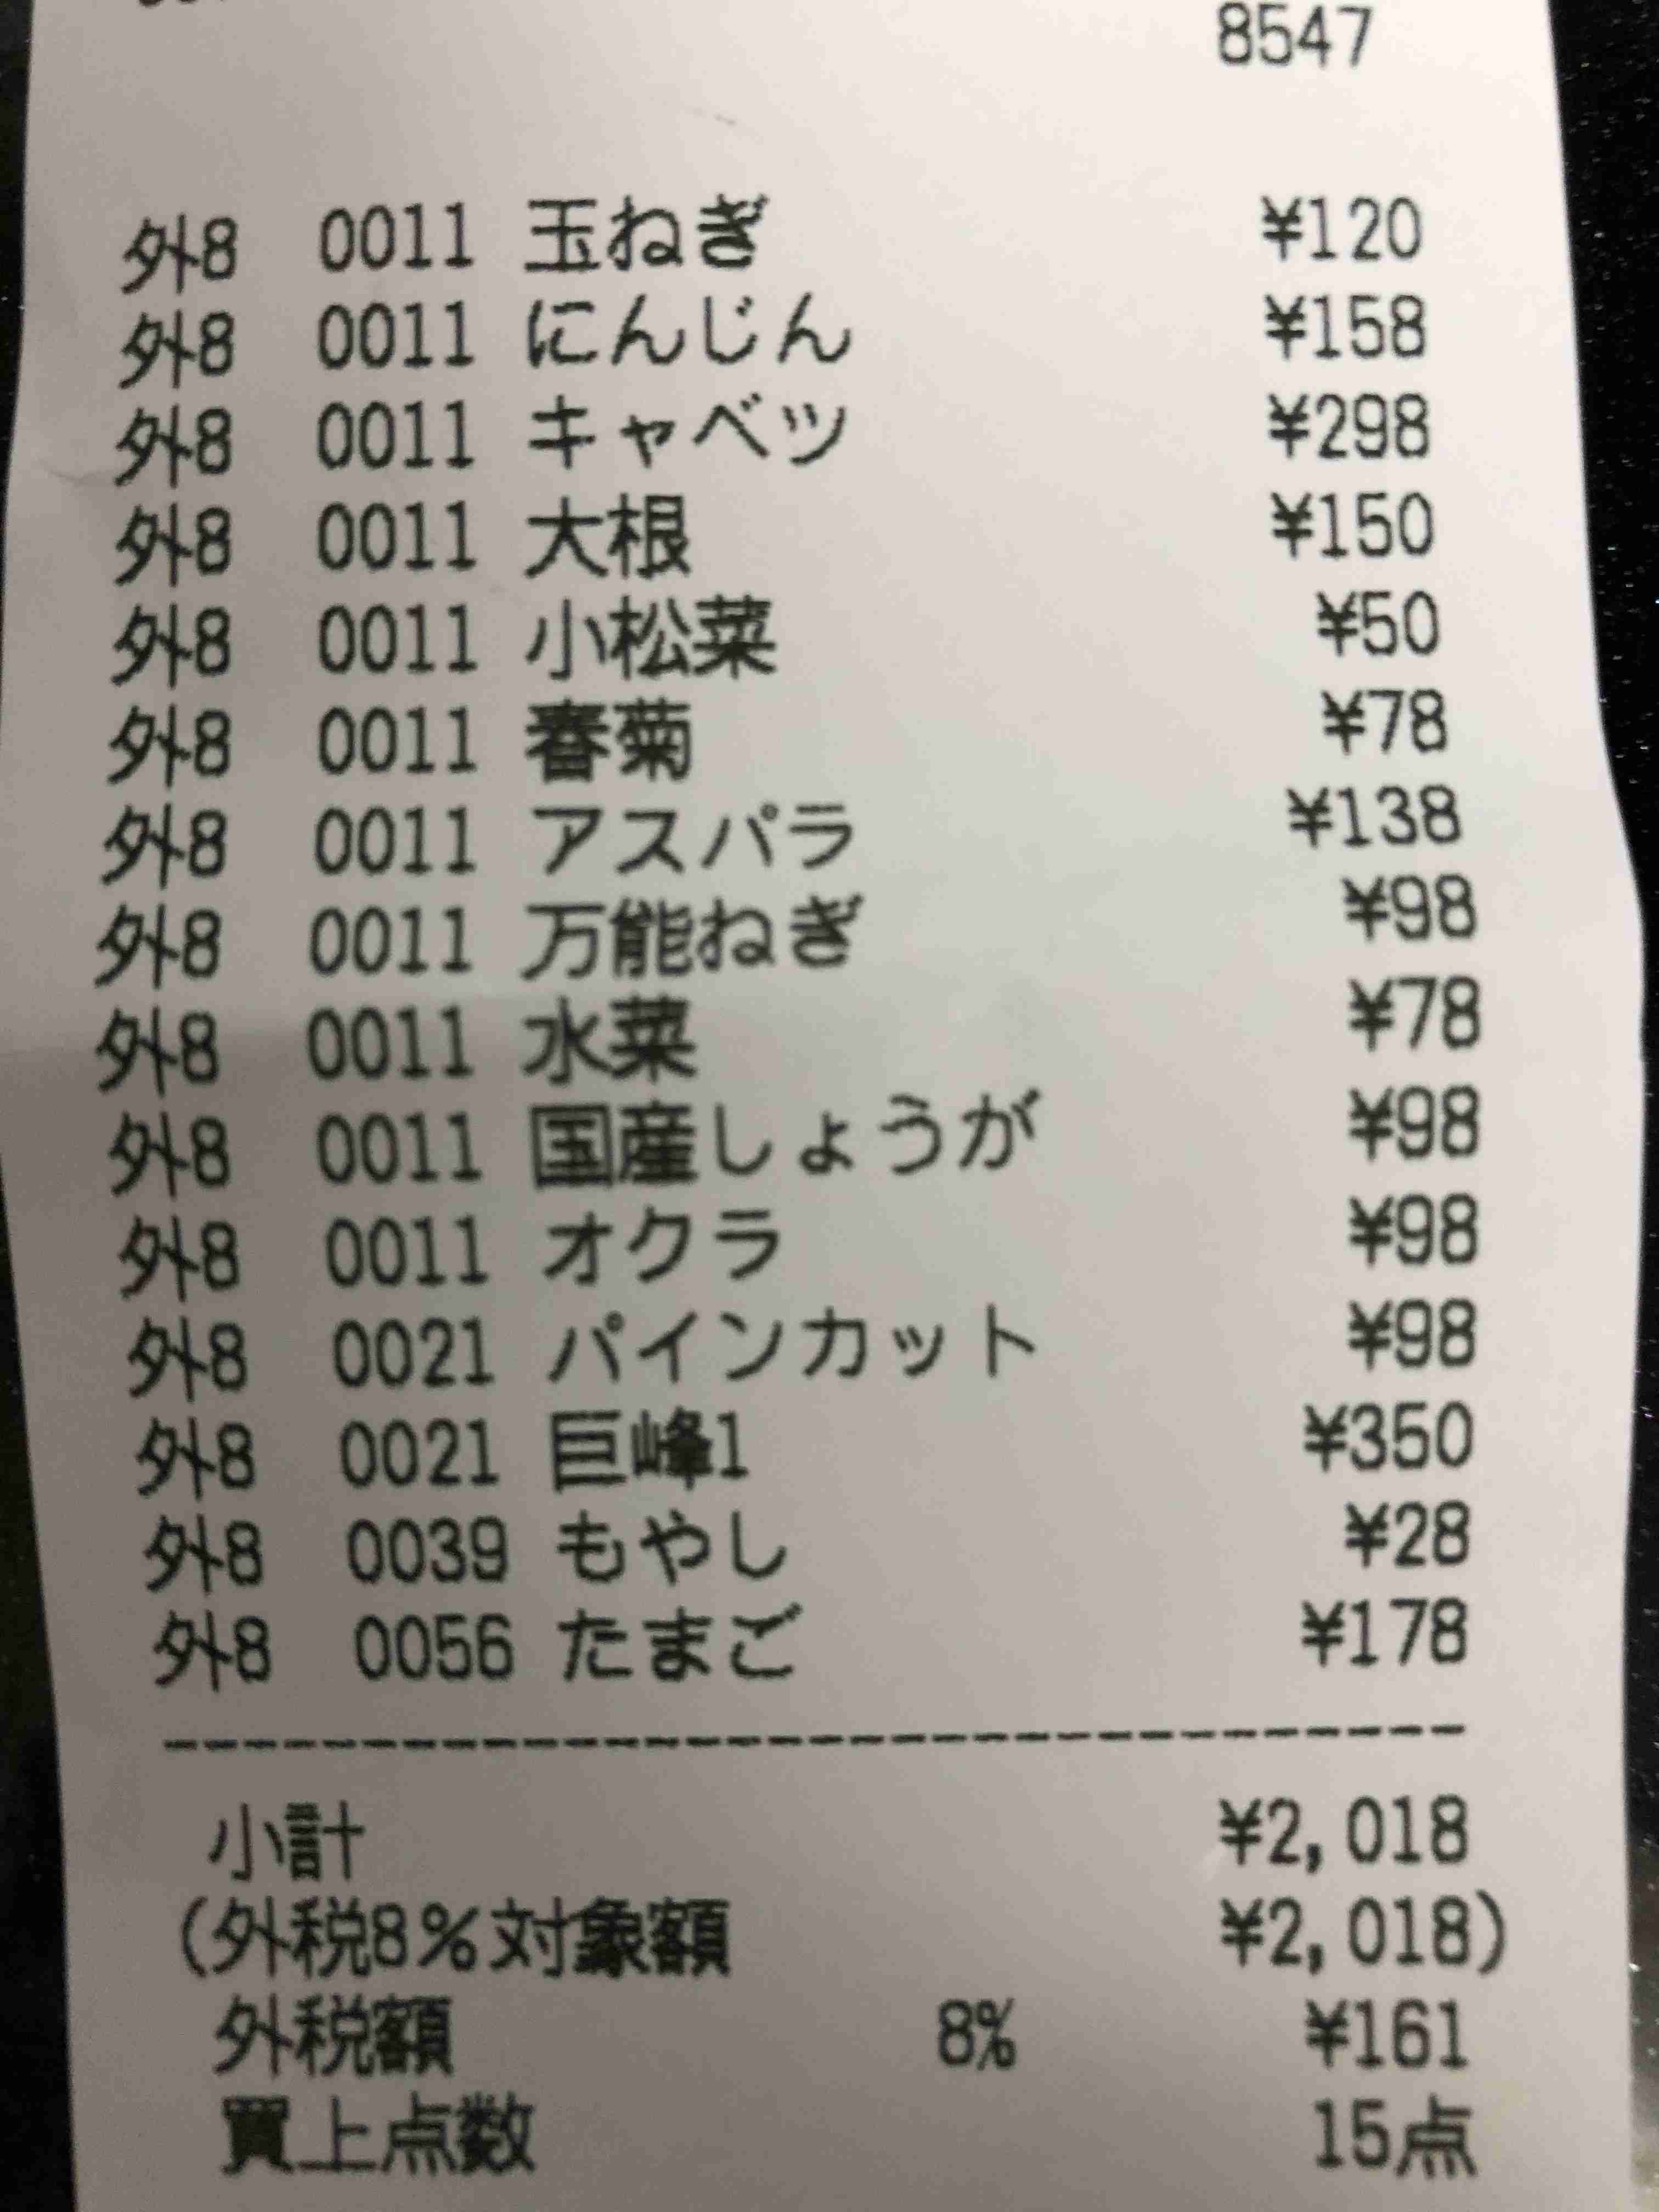 8547
外8 0011 玉ねぎ ¥120
外8 0011 にんじん ¥158
外8 0011 キャベツ ¥298
外8 0011 大根 ¥150
外8 0011 小松菜 ¥50
外8 0011 春菊 ¥78
外8 0011 アスパラ ¥138
外8 0011 万能ねぎ ¥98
外8 0011 水菜 ¥78
外8 0011 国産しょうが ¥98
外8 0011 オクラ ¥98
外8 0021 パインカット ¥98
外8 0021 巨峰1 ¥350
外8 0039 もやし ¥28
外8 0056 たまご ¥178
小計 ¥2,018
(外税8%対象額 ¥2,018)
外税額 8% ¥161
買上点数 15点